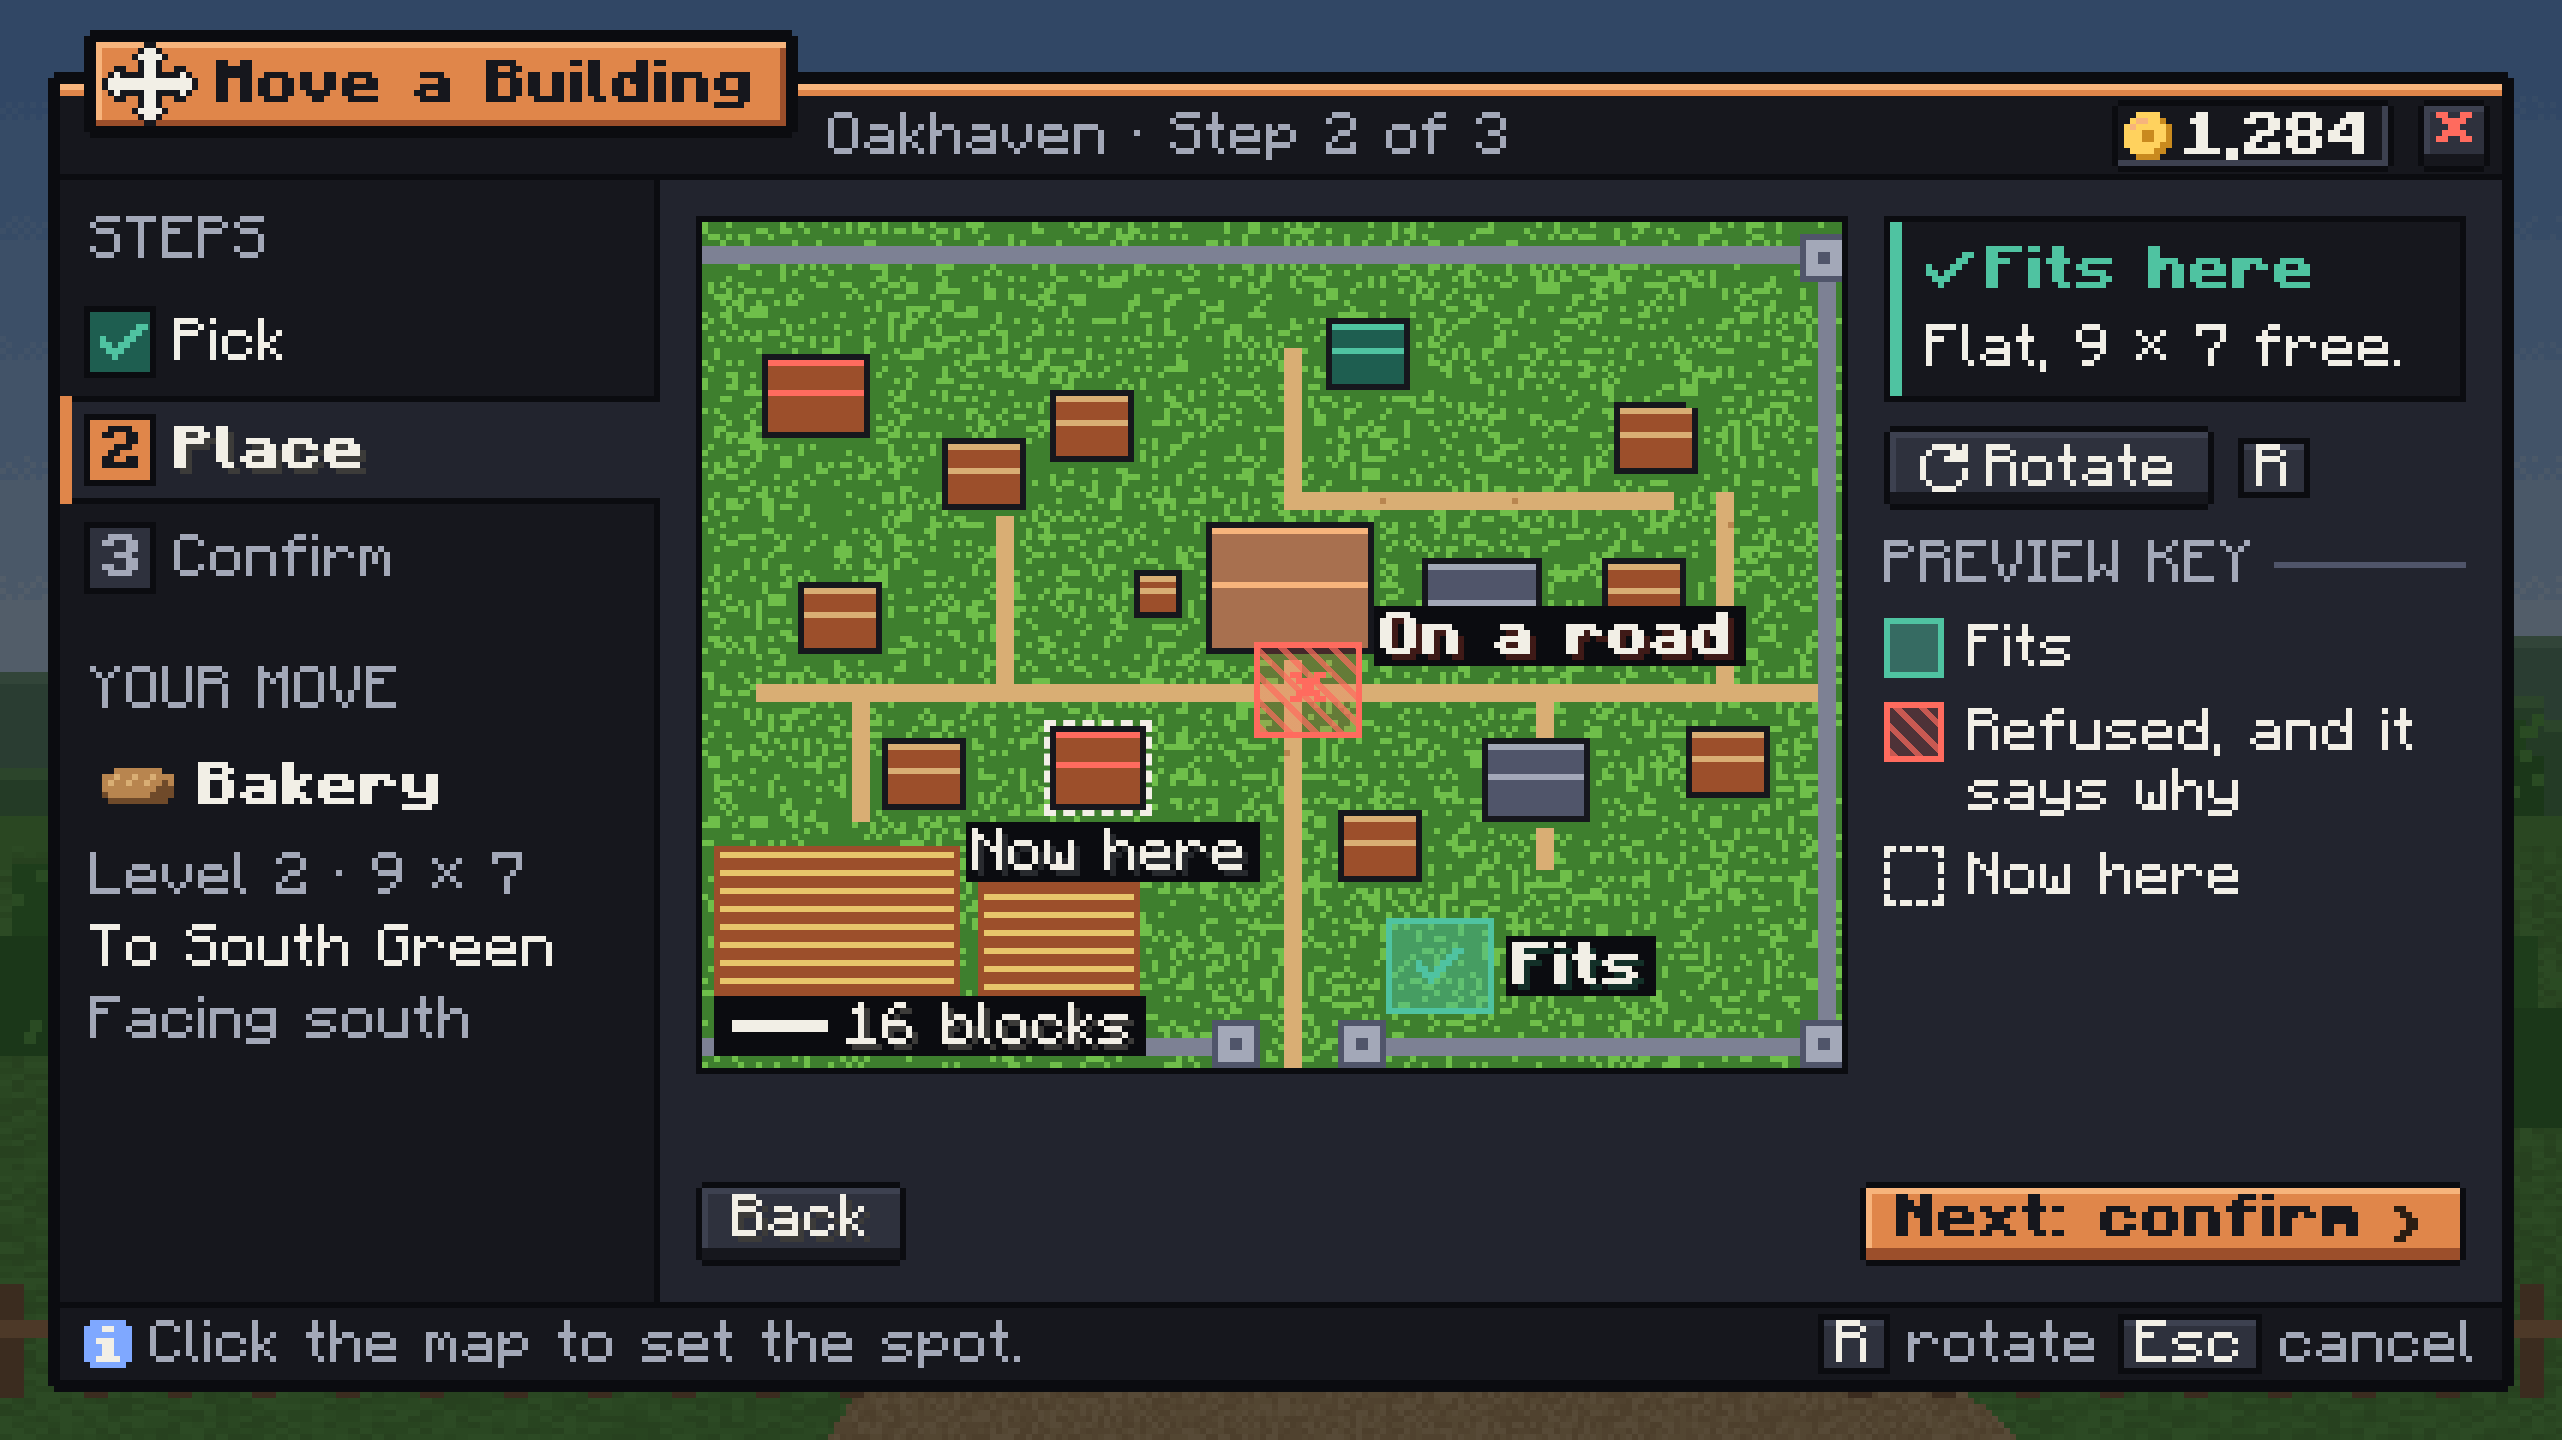 Move a Building
Oakhaven · Step 2 of 3
1,284
STEPS
Pick
2 Place
3 Confirm
YOUR MOVE
Bakery
Level 2 · 9 × 7
To South Green
Facing south
On a road
Now here
Fits
16 blocks
Fits here
Flat, 9 × 7 free.
Rotate R
PREVIEW KEY
Fits
Refused, and it
says why
Now here
Back
Next: confirm ›
i Click the map to set the spot.
R rotate Esc cancel